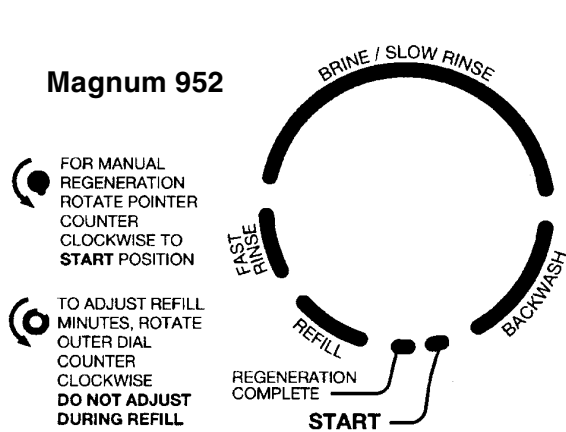 BRINE / SLOW RINSE
Magnum 952
FOR MANUAL
REGENERATION
ROTATE POINTER
COUNTER
CLOCKWISE TO
START POSITION
FAST
RINSE
BACKWASH
TO ADJUST REFILL
MINUTES, ROTATE
OUTER DIAL
COUNTER
CLOCKWISE
DO NOT ADJUST
DURING REFILL
REFILL
REGENERATION
COMPLETE
START